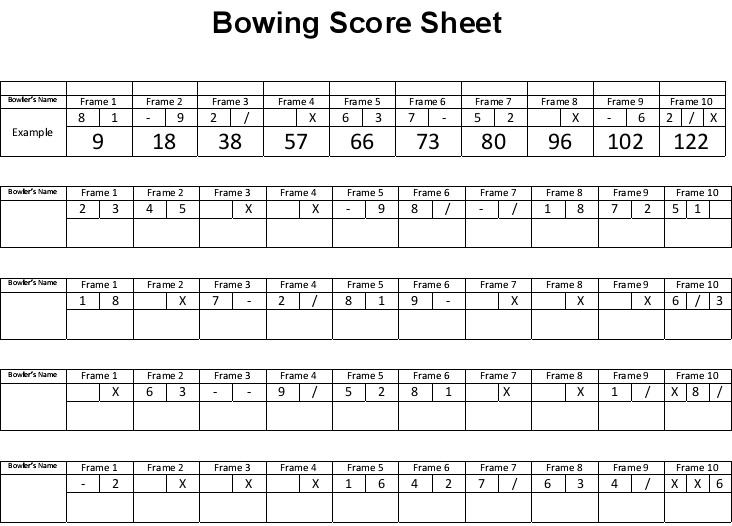 Bowing Score Sheet
Bowler's Name Frame 1 Frame 2 Frame 3 Frame 4 Frame 5 Frame 6 Frame 7 Frame 8 Frame 9 Frame 10
8 1 - 9 2 / X 6 3 7 - 5 2 X - 6 2 / X
Example 9 18 38 57 66 73 80 96 102 122
Bowler's Name Frame 1 Frame 2 Frame 3 Frame 4 Frame 5 Frame 6 Frame 7 Frame 8 Frame 9 Frame 10
2 3 4 5 X X - 9 8 / - / 1 8 7 2 5 1
Bowler's Name Frame 1 Frame 2 Frame 3 Frame 4 Frame 5 Frame 6 Frame 7 Frame 8 Frame 9 Frame 10
1 8 X 7 - 2 / 8 1 9 - X X X 6 / 3
Bowler's Name Frame 1 Frame 2 Frame 3 Frame 4 Frame 5 Frame 6 Frame 7 Frame 8 Frame 9 Frame 10
X 6 3 - - 9 / 5 2 8 1 X X 1 / X 8 /
Bowler's Name Frame 1 Frame 2 Frame 3 Frame 4 Frame 5 Frame 6 Frame 7 Frame 8 Frame 9 Frame 10
- 2 X X X 1 6 4 2 7 / 6 3 4 / X X 6